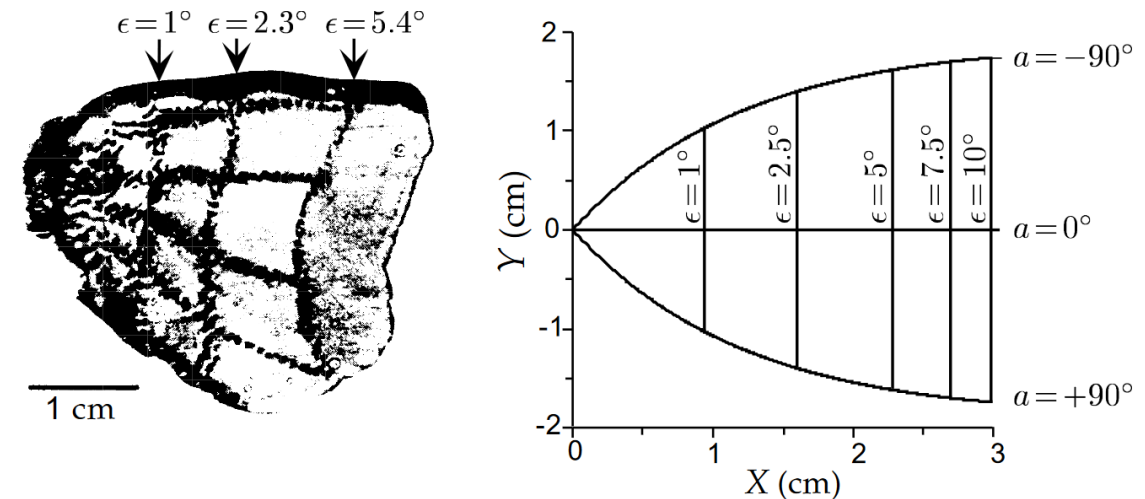 ϵ=1° ϵ=2.3° ϵ=5.4°
1 cm
2
1
0
-1
-2
Y (cm)
0 1 2 3
X (cm)
ϵ=1°
ϵ=2.5°
ϵ=5°
ϵ=7.5°
ϵ=10°
a=−90°
a=0°
a=+90°